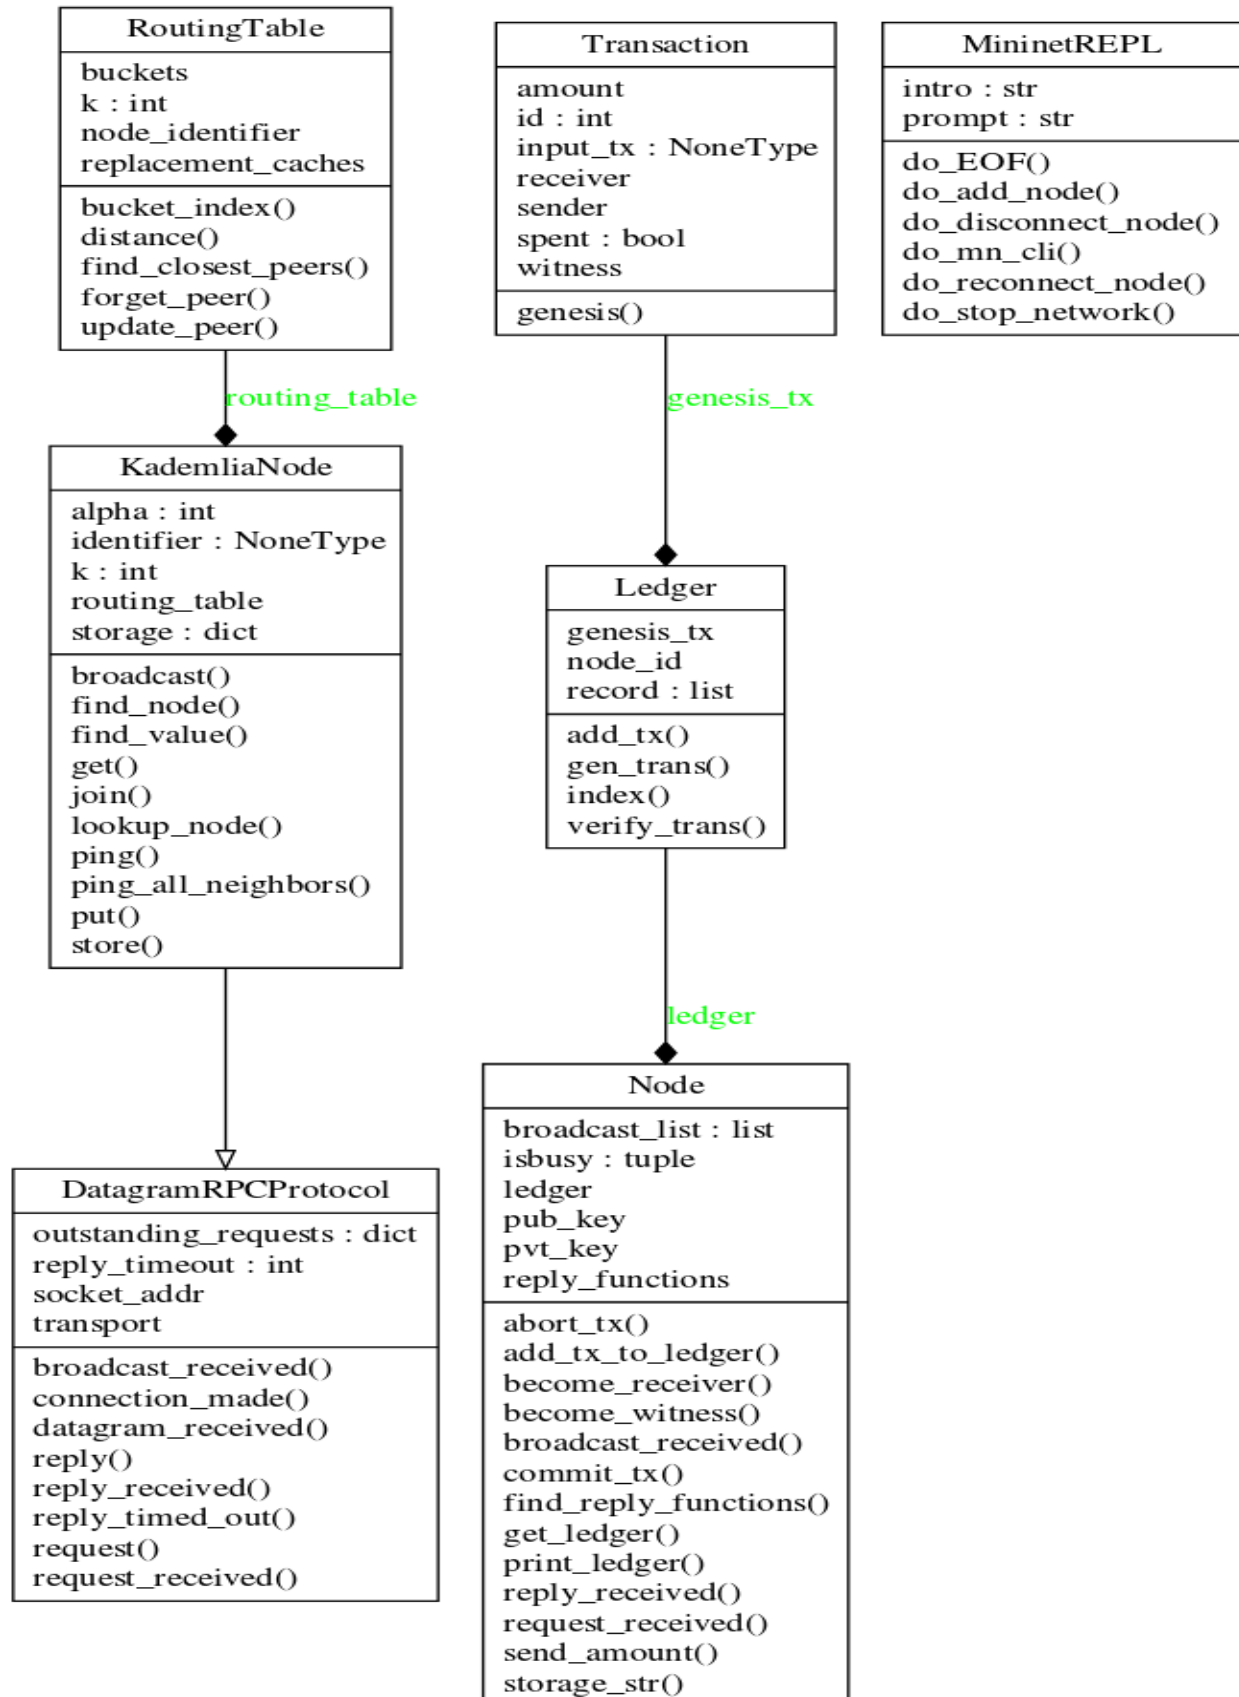 RoutingTable
buckets
k : int
node_identifier
replacement_caches
bucket_index()
distance()
find_closest_peers()
forget_peer()
update_peer()
routing_table
KademliaNode
alpha : int
identifier : NoneType
k : int
routing_table
storage : dict
broadcast()
find_node()
find_value()
get()
join()
lookup_node()
ping()
ping_all_neighbors()
put()
store()
DatagramRPCProtocol
outstanding_requests : dict
reply_timeout : int
socket_addr
transport
broadcast_received()
connection_made()
datagram_received()
reply()
reply_received()
reply_timed_out()
request()
request_received()
Transaction
amount
id : int
input_tx : NoneType
receiver
sender
spent : bool
witness
genesis()
genesis_tx
Ledger
genesis_tx
node_id
record : list
add_tx()
gen_trans()
index()
verify_trans()
ledger
Node
broadcast_list : list
isbusy : tuple
ledger
pub_key
pvt_key
reply_functions
abort_tx()
add_tx_to_ledger()
become_receiver()
become_witness()
broadcast_received()
commit_tx()
find_reply_functions()
get_ledger()
print_ledger()
reply_received()
request_received()
send_amount()
storage_str()
MininetREPL
intro : str
prompt : str
do_EOF()
do_add_node()
do_disconnect_node()
do_mn_cli()
do_reconnect_node()
do_stop_network()